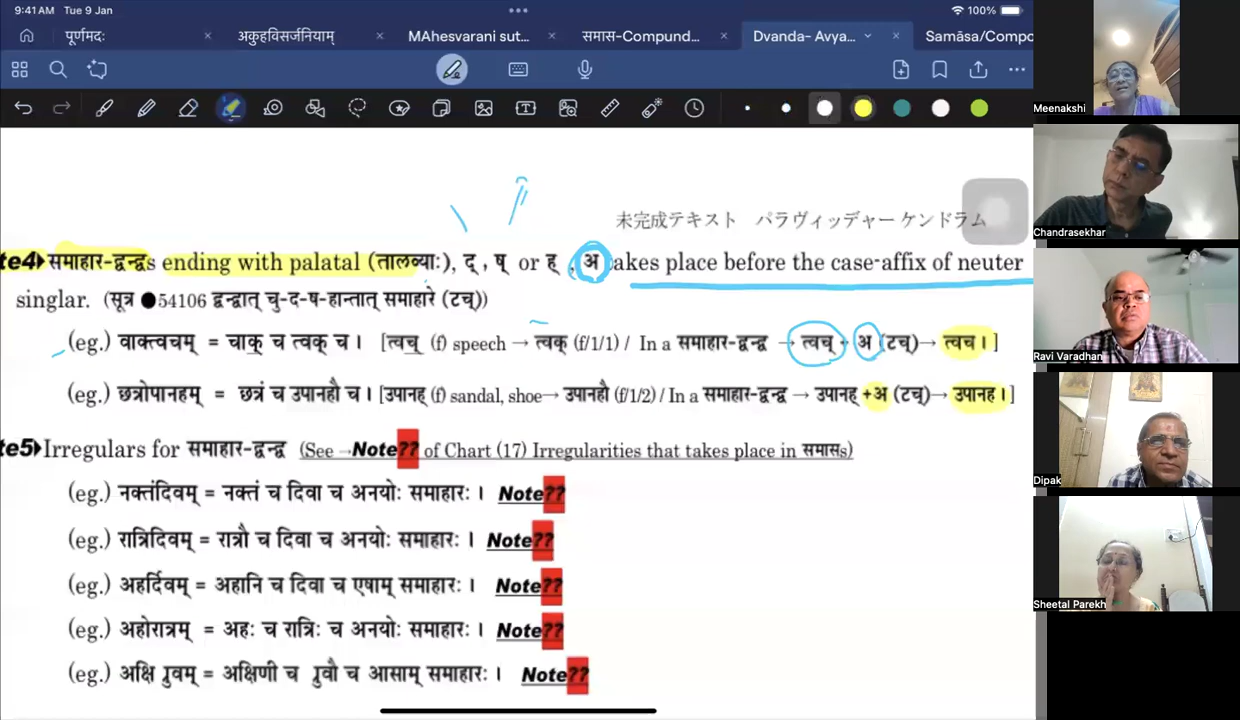 9:41 AM Tue 9 Jan
100%
पूर्णमदः
अकुहविसर्जनियाम्
MAhesvarani sut...
समास-Compound...
Dvanda- Avya...
Samāsa/Compo
未完成テキスト パラヴィッデャー ケンドラム
te4 समाहार-द्वन्द्वs ending with palatal (तालव्याः), द् , ष् or ह् , अ takes place before the case-affix of neuter
singlar. (सूत्र ●54106 द्वन्द्वात् चु-द-ष-हान्तात् समाहारे (टच्))
(eg.) वाक्त्वचम् = चाक् च त्वक् च। [त्वच् (f) speech → त्वक् (f/1/1) / In a समाहार-द्वन्द्व → त्वच् + अ (टच्)→ त्वच। ]
(eg.) छत्रोपानहम् = छत्रं च उपानहौ च। [उपानह् (f) sandal, shoe→ उपानहौ (f/1/2) / In a समाहार-द्वन्द्व → उपानह् +अ (टच्)→ उपानह। ]
te5 Irregulars for समाहार-द्वन्द्व (See →Note?? of Chart (17) Irregularities that takes place in समासs)
(eg.) नक्तंदिवम् = नक्तं च दिवा च अनयोः समाहारः । Note??
(eg.) रात्रिदिवम् = रात्रौ च दिवा च अनयोः समाहारः । Note??
(eg.) अहर्दिवम् = अहानि च दिवा च एषाम् समाहारः । Note??
(eg.) अहोरात्रम् = अहः च रात्रिः च अनयोः समाहारः । Note??
(eg.) अक्षि च = अक्षिणी च आसाम् समाहारः । Note??
Meenakshi
Chandrasekhar
Ravi Varadhan
Dipak
Sheetal Parekh